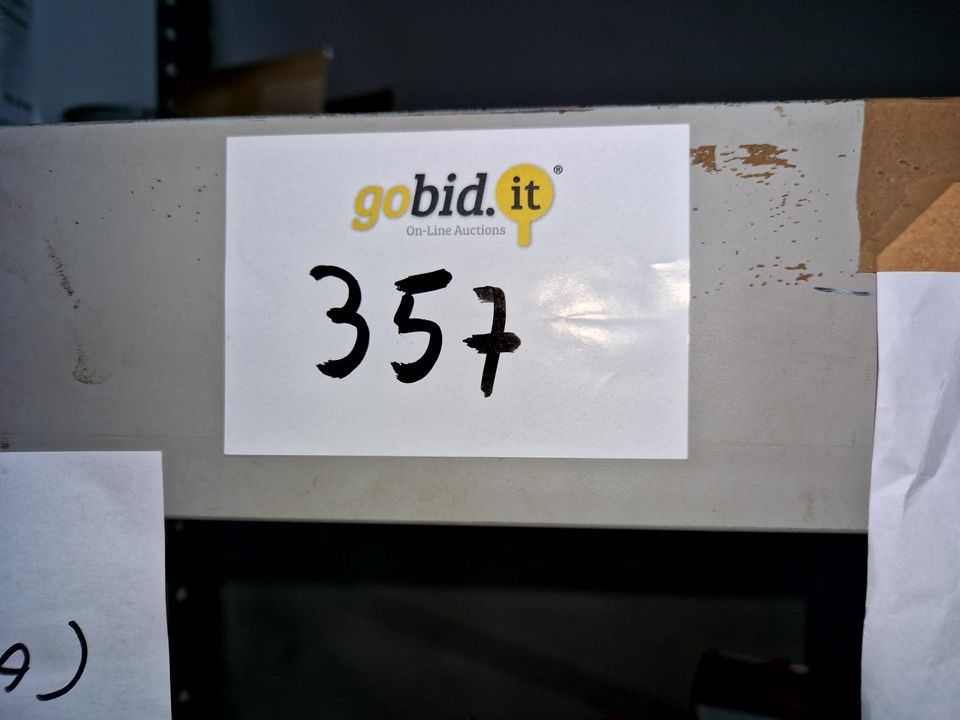 gobid.it®
On-Line Auctions
357
a)